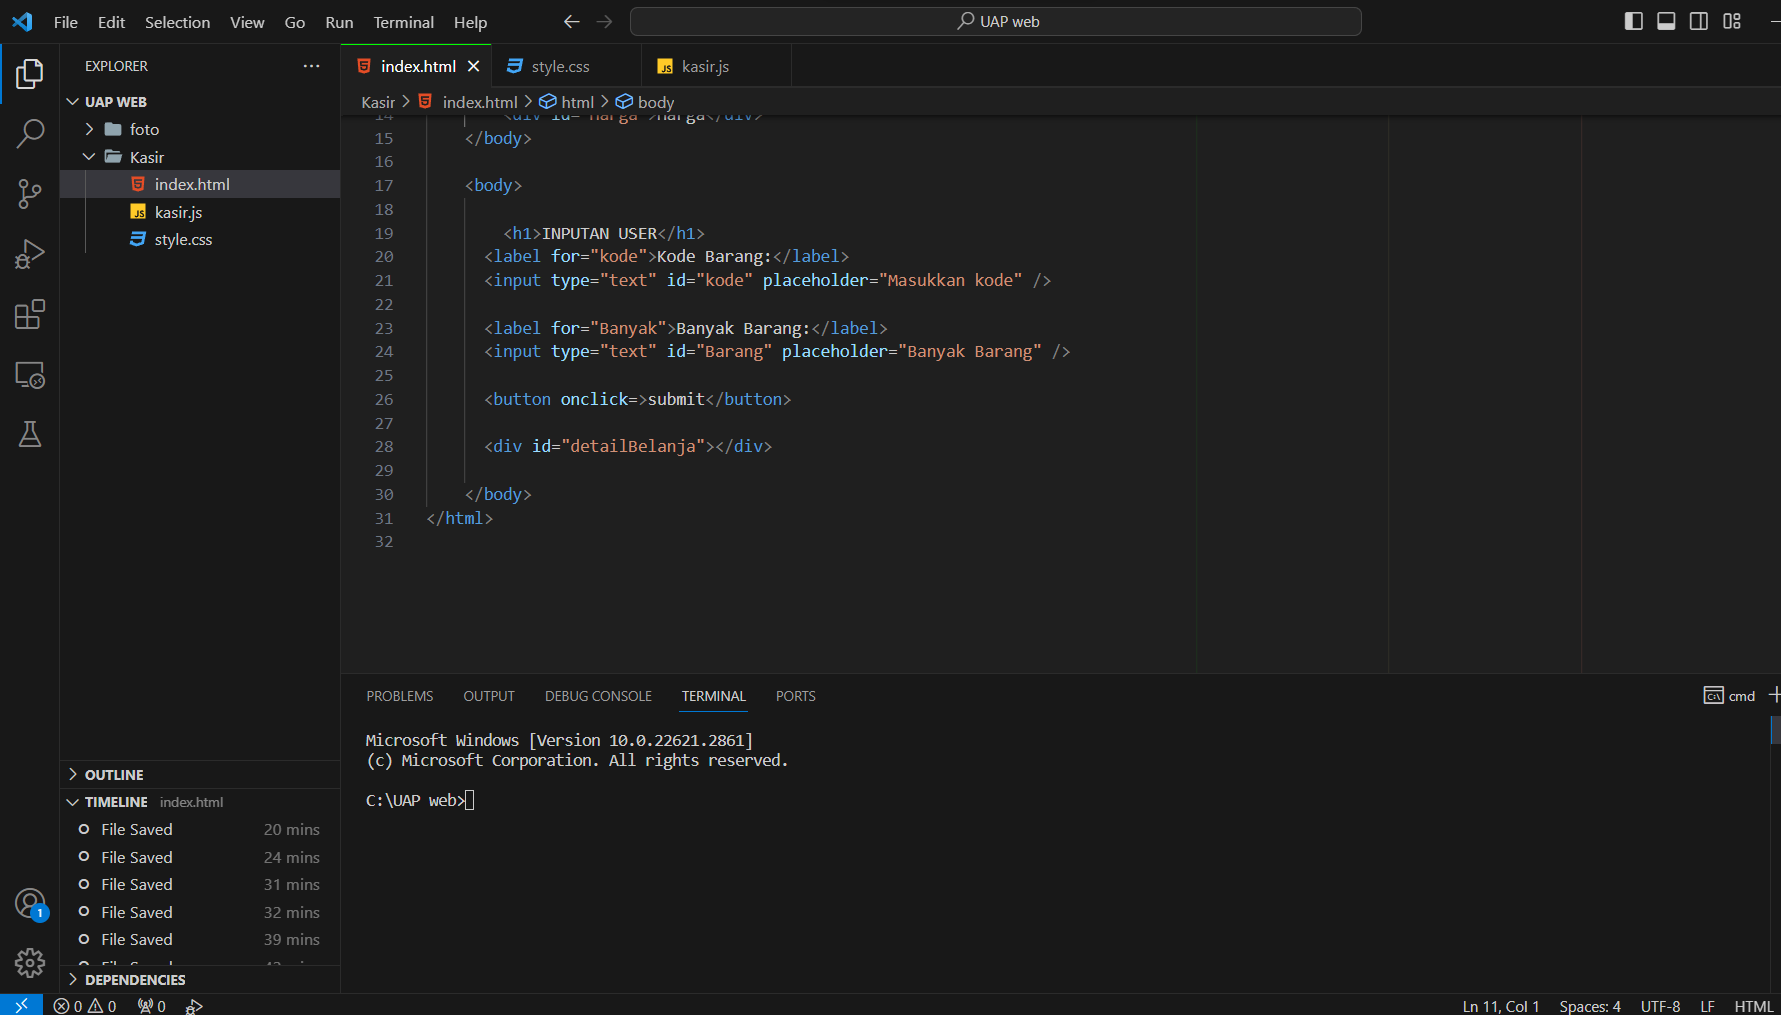 File Edit Selection View Go Run Terminal Help
UAP web
EXPLORER
UAP WEB
foto
Kasir
index.html
kasir.js
style.css
OUTLINE
TIMELINE index.html
File Saved 20 mins
File Saved 24 mins
File Saved 31 mins
File Saved 32 mins
File Saved 39 mins
DEPENDENCIES
index.html style.css kasir.js
Kasir > index.html > html > body
14 <div id="Harga">Harga</div>
15 </body>
16
17 <body>
18
19 <h1>INPUTAN USER</h1>
20 <label for="kode">Kode Barang:</label>
21 <input type="text" id="kode" placeholder="Masukkan kode" />
22
23 <label for="Banyak">Banyak Barang:</label>
24 <input type="text" id="Barang" placeholder="Banyak Barang" />
25
26 <button onclick=>submit</button>
27
28 <div id="detailBelanja"></div>
29
30 </body>
31 </html>
32
PROBLEMS OUTPUT DEBUG CONSOLE TERMINAL PORTS
cmd
Microsoft Windows [Version 10.0.22621.2861]
(c) Microsoft Corporation. All rights reserved.
C:\UAP web>
1
0 0 0
Ln 11, Col 1 Spaces: 4 UTF-8 LF HTML